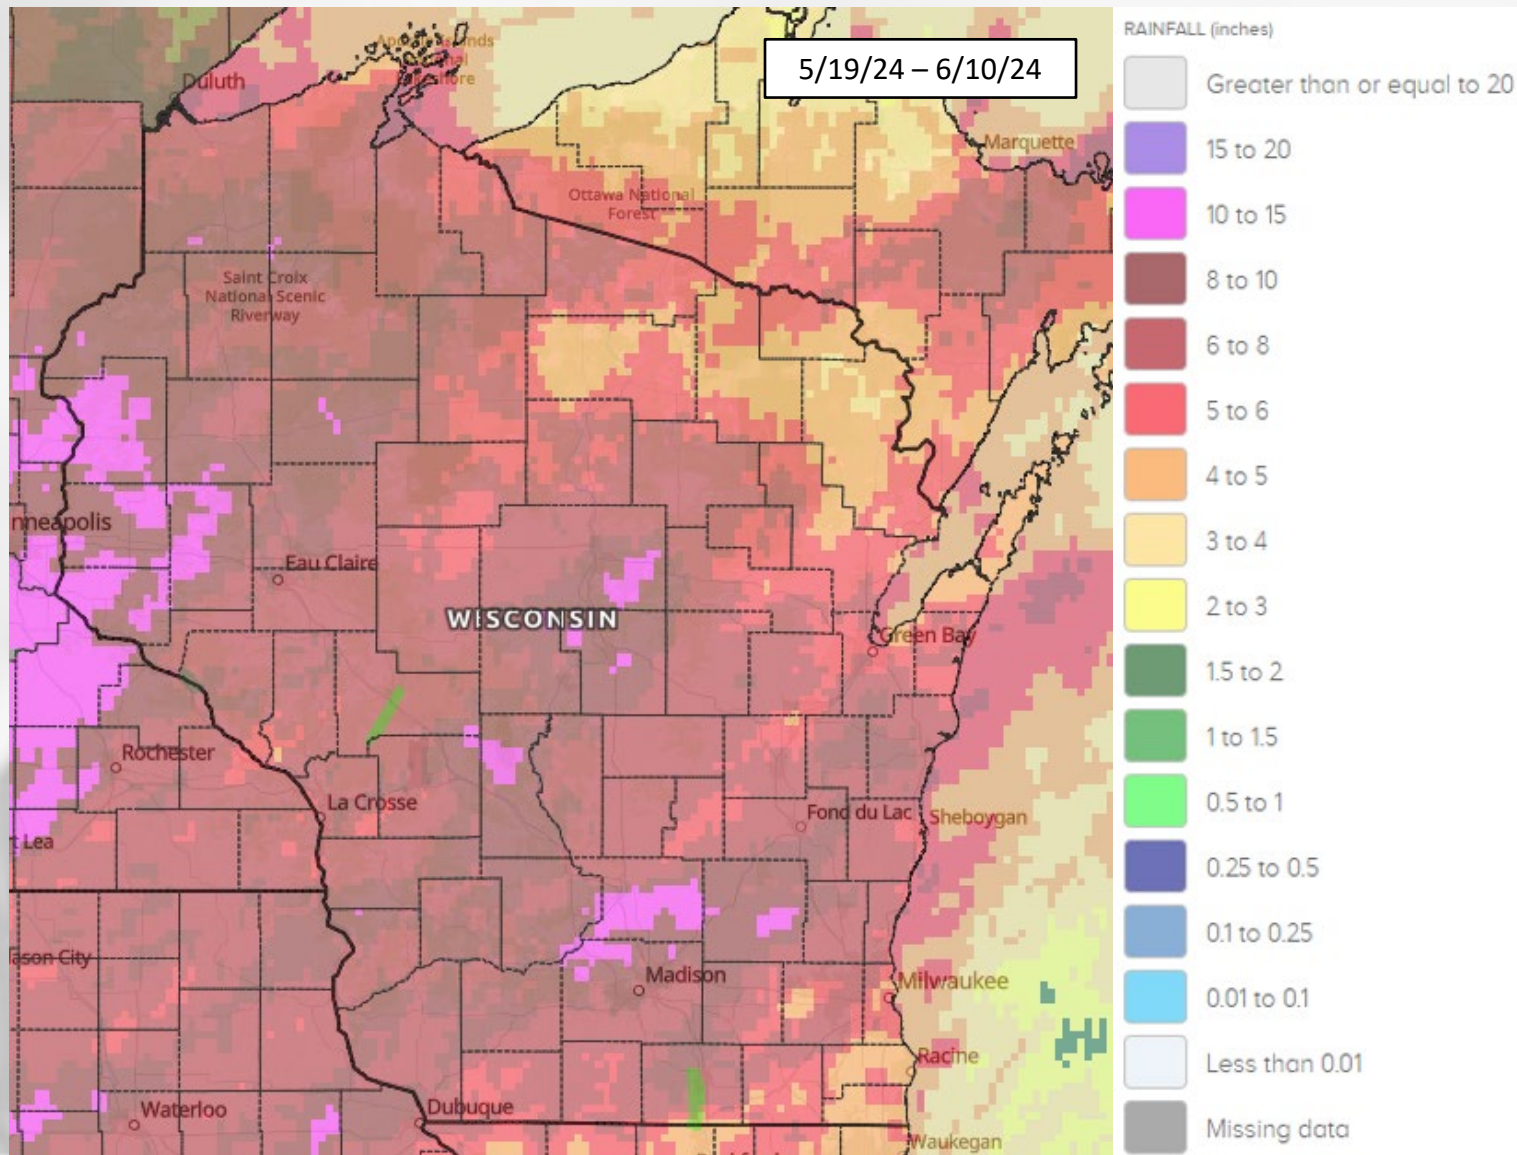 5/19/24 – 6/10/24
RAINFALL (inches)
Greater than or equal to 20
15 to 20
10 to 15
8 to 10
6 to 8
5 to 6
4 to 5
3 to 4
2 to 3
1.5 to 2
1 to 1.5
0.5 to 1
0.25 to 0.5
0.1 to 0.25
0.01 to 0.1
Less than 0.01
Missing data
Duluth
Marquette
Ottawa National
Forest
Saint Croix
National Scenic
Riverway
nneapolis
Eau Claire
WISCONSIN
Green Bay
Rochester
La Crosse
Fond du Lac
Sheboygan
t Lea
ason City
Madison
Milwaukee
Racine
Waterloo
Dubuque
Waukegan